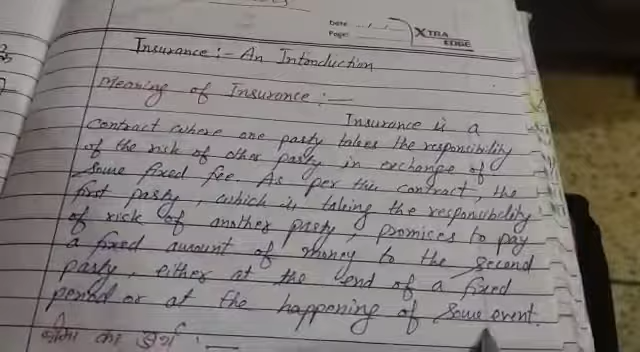 Date
Page:
XTRA
EDGE
Insurance :- An Intonduction
Meaning of Insurance :-
Insurance is a
contract where one party takes the responsibility
of the risk of other party in exchange of
some fixed fee. As per this contract, the
first party, which is taking the responsibility
of risk of another party, promises to pay
a fixed amount of money to the second
party, either at the end of a fixed
period or at the happening of some event.
बीमा का अर्थ :-